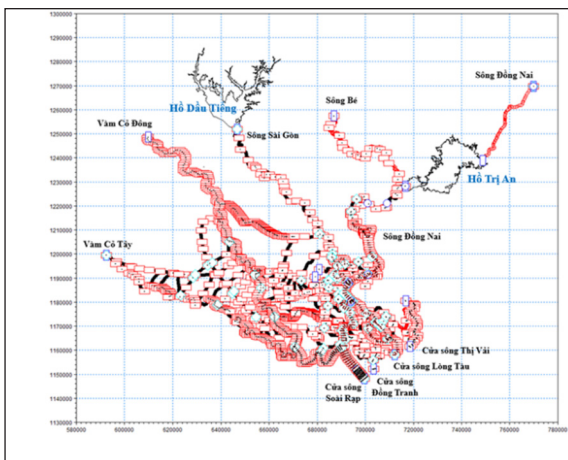 1300000
1290000
1280000
1270000
1260000
1250000
1240000
1230000
1220000
1210000
1200000
1190000
1180000
1170000
1160000
1150000
1140000
1130000
580000 600000 620000 640000 660000 680000 700000 720000 740000 760000 780000
Sông Đồng Nai
Hồ Dầu Tiếng
Sông Bé
Vàm Cỏ Đông
Sông Sài Gòn
Hồ Trị An
Sông Đồng Nai
Vàm Cỏ Tây
Cửa sông Thị Vải
Cửa sông Lòng Tàu
Cửa sông
Soài Rạp
Cửa sông
Đồng Tranh